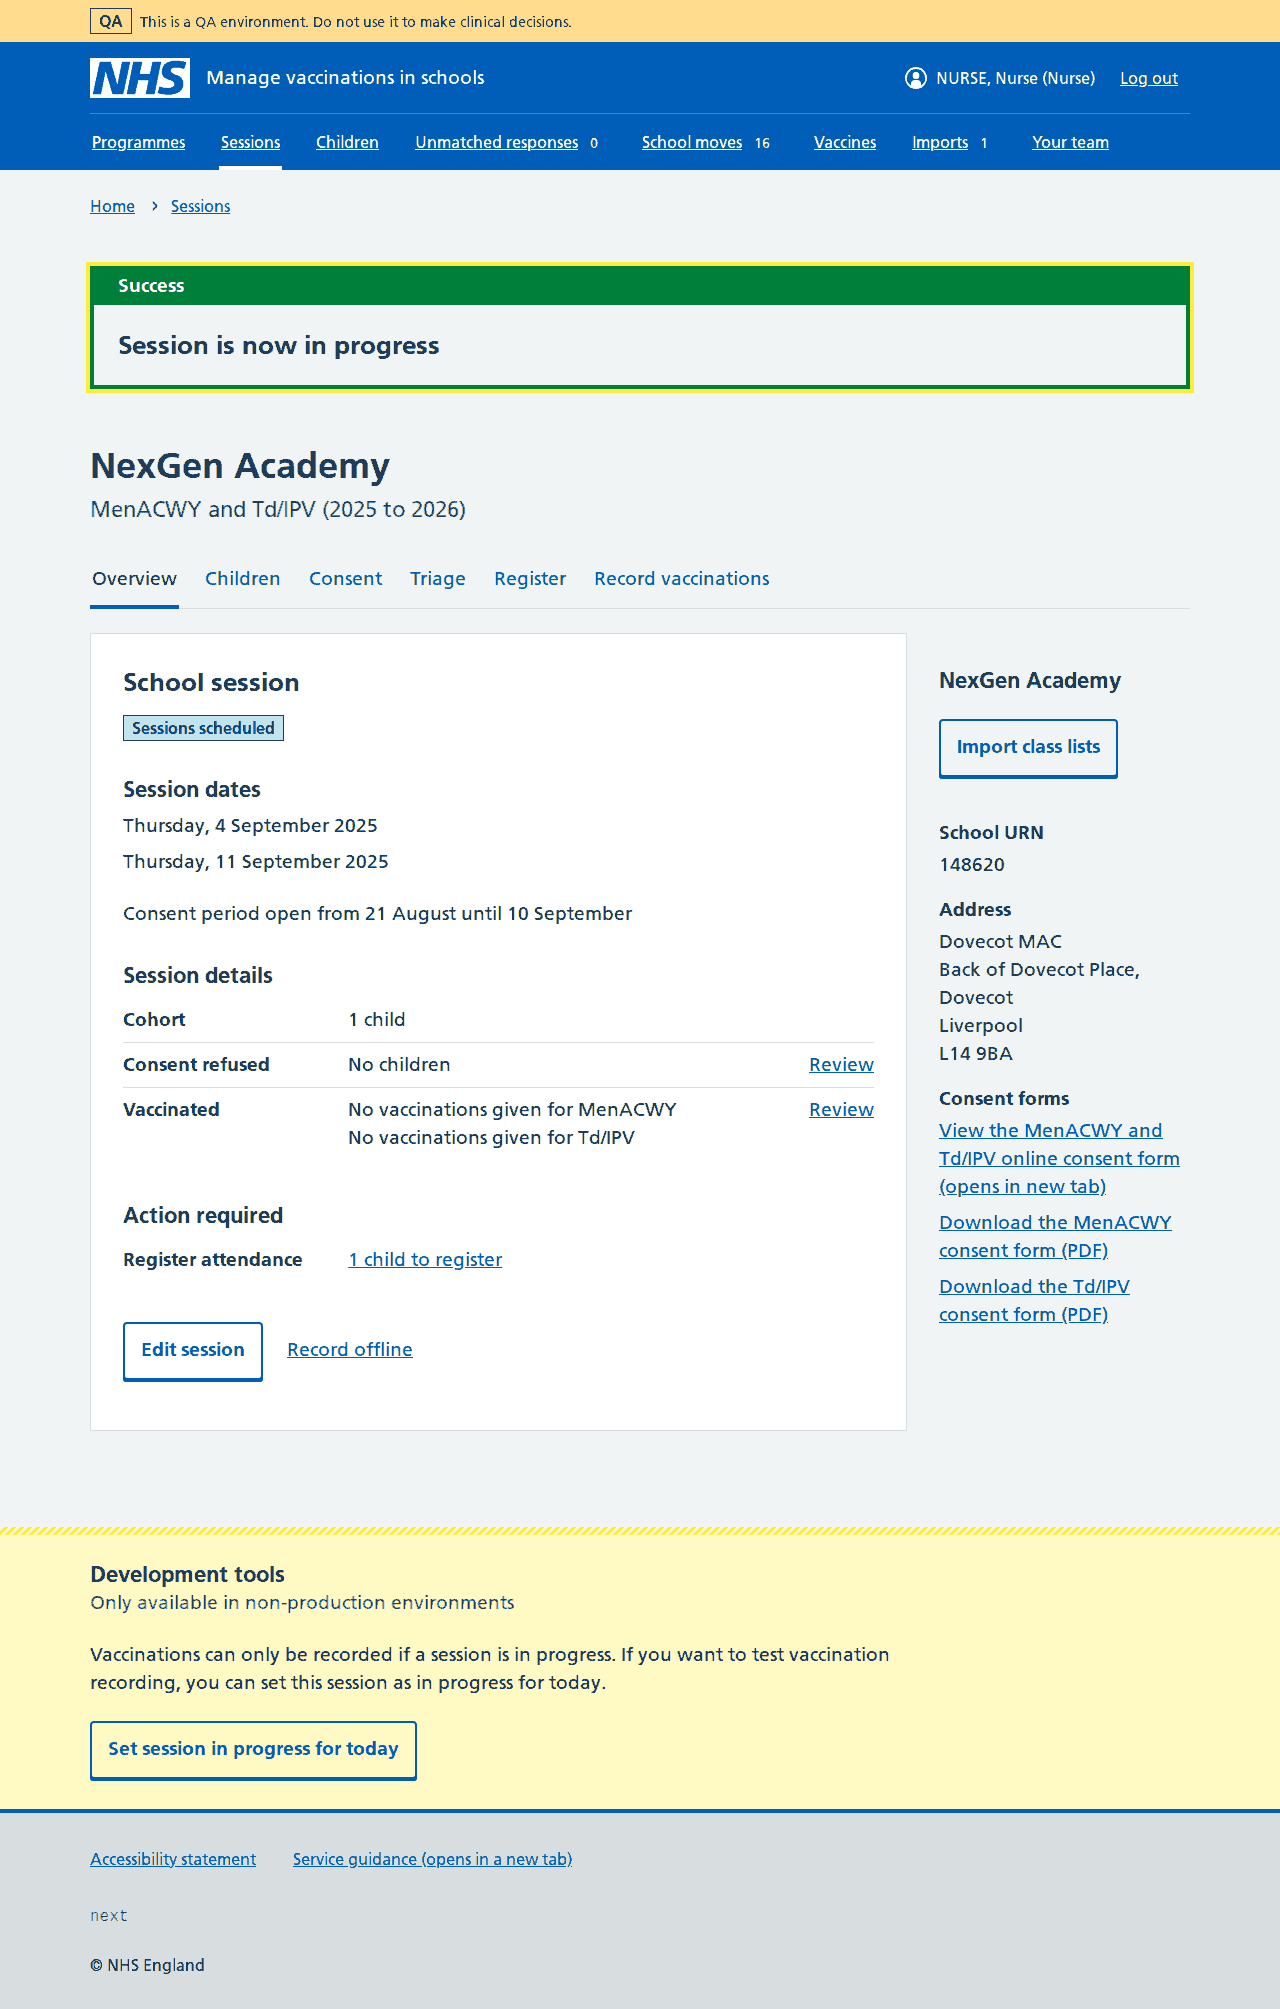 QA This is a QA environment. Do not use it to make clinical decisions.
NHS Manage vaccinations in schools NURSE, Nurse (Nurse) Log out
Programmes Sessions Children Unmatched responses 0 School moves 16 Vaccines Imports 1 Your team
Home › Sessions
Success
Session is now in progress
NexGen Academy
MenACWY and Td/IPV (2025 to 2026)
Overview Children Consent Triage Register Record vaccinations
School session
Sessions scheduled
Session dates
Thursday, 4 September 2025
Thursday, 11 September 2025
Consent period open from 21 August until 10 September
Session details
Cohort 1 child
Consent refused No children Review
Vaccinated No vaccinations given for MenACWY Review
No vaccinations given for Td/IPV
Action required
Register attendance 1 child to register
Edit session Record offline
NexGen Academy
Import class lists
School URN
148620
Address
Dovecot MAC
Back of Dovecot Place,
Dovecot
Liverpool
L14 9BA
Consent forms
View the MenACWY and
Td/IPV online consent form
(opens in new tab)
Download the MenACWY
consent form (PDF)
Download the Td/IPV
consent form (PDF)
Development tools
Only available in non-production environments
Vaccinations can only be recorded if a session is in progress. If you want to test vaccination
recording, you can set this session as in progress for today.
Set session in progress for today
Accessibility statement Service guidance (opens in a new tab)
next
© NHS England